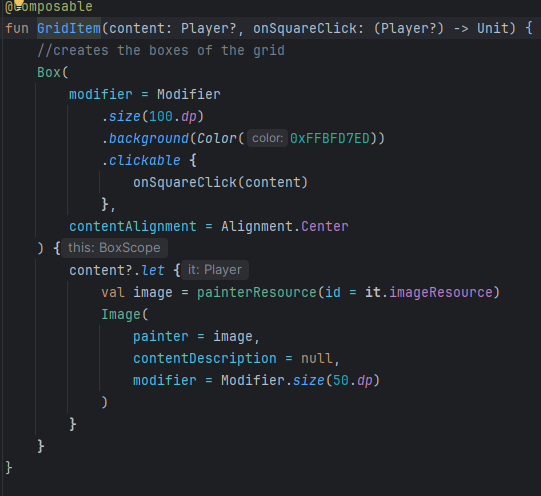 @Composable
fun GridItem(content: Player?, onSquareClick: (Player?) -> Unit) {
    //creates the boxes of the grid
    Box(
        modifier = Modifier
            .size(100.dp)
            .background(Color( color: 0xFFBFD7ED))
            .clickable {
                onSquareClick(content)
            },
        contentAlignment = Alignment.Center
    ) { this: BoxScope
        content?.let { it: Player
            val image = painterResource(id = it.imageResource)
            Image(
                painter = image,
                contentDescription = null,
                modifier = Modifier.size(50.dp)
            )
        }
    }
}